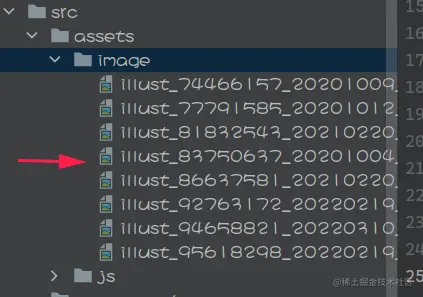 src
15
assets
16
image
17
illust_74466157_20201009_
18
illust_77791585_20201012_
19
illust_81832543_20210220_
20
illust_83750637_20201004_
21
illust_86637581_20210220_
22
illust_92763172_20220219_
23
illust_94658821_20220310_
24
illust_95618298_20220219_
js
25
@稀土掘金技术社区